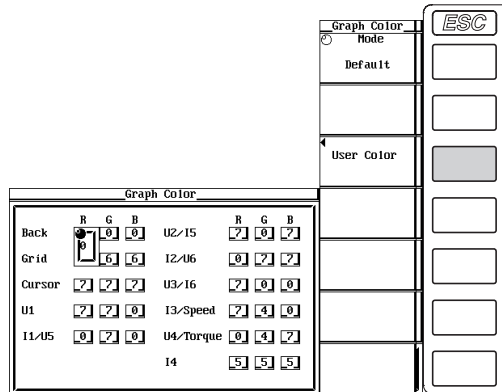 ESC
Graph Color
Mode
Default
User Color
Graph Color
R G B R G B
Back 0 0 0 U2/I5 7 0 7
Grid 6 6 I2/U6 0 7 7
Cursor 7 7 7 U3/I6 7 0 0
U1 7 7 0 I3/Speed 7 4 0
I1/U5 0 7 7 U4/Torque 0 4 7
I4 5 5 5